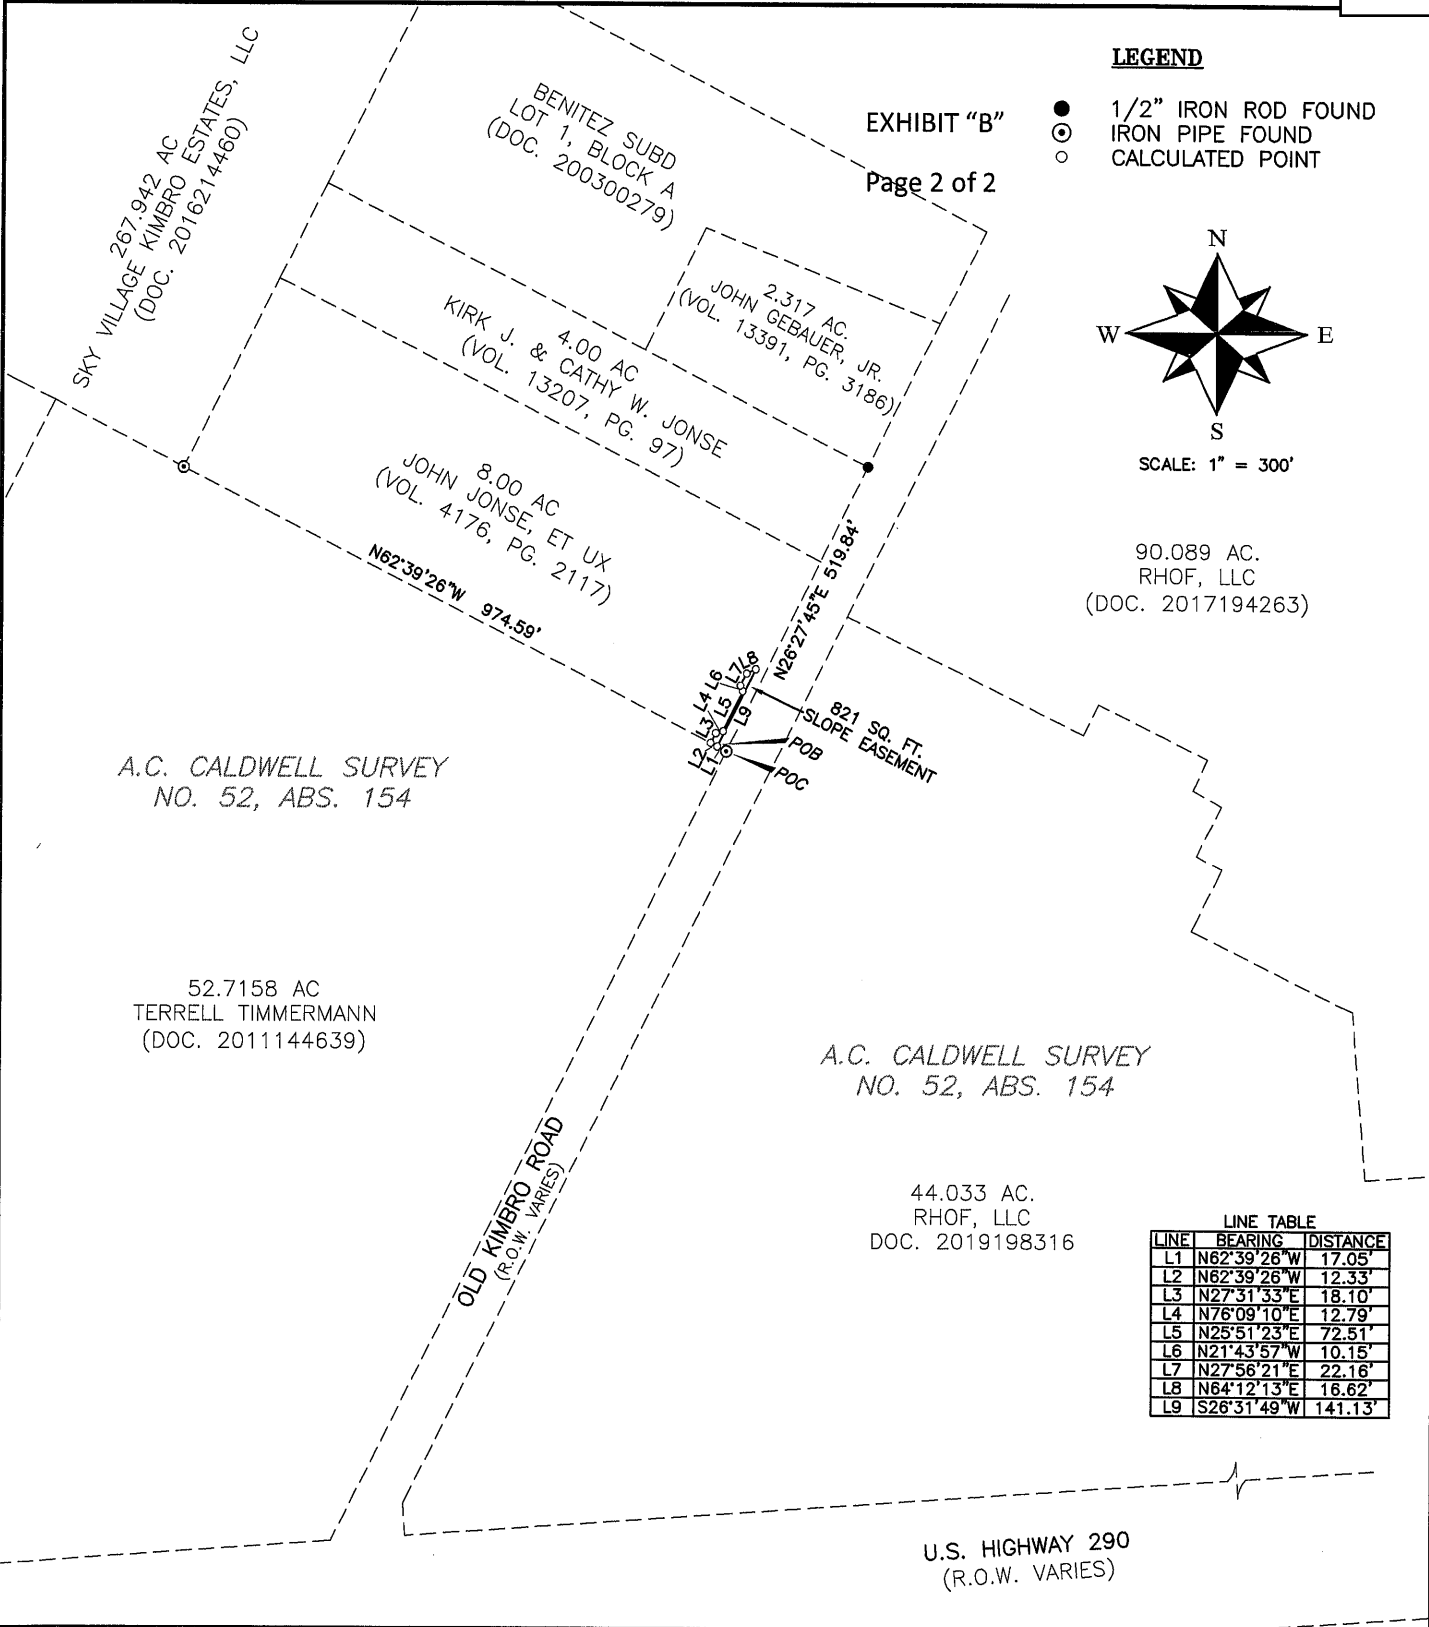 LEGEND
1/2" IRON ROD FOUND
IRON PIPE FOUND
CALCULATED POINT
EXHIBIT "B"
Page 2 of 2
BENITEZ SUBD
LOT 1, BLOCK A
(DOC. 200300279)
267.942 AC
SKY VILLAGE KIMBRO ESTATES, LLC
(DOC. 2016214460)
2.317 AC.
JOHN GEBAUER, JR.
(VOL. 13391, PG. 3186)
4.00 AC
KIRK J. & CATHY W. JONSE
(VOL. 13207, PG. 97)
8.00 AC
JOHN JONSE, ET UX
(VOL. 4176, PG. 2117)
N
W
E
S
SCALE: 1" = 300'
90.089 AC.
RHOF, LLC
(DOC. 2017194263)
N62°39'26"W 974.59'
N26°27'45"E 519.84'
L8
L7
L6
L5
L4
L9
L3
L2
L1
821 SQ. FT.
SLOPE EASEMENT
POB
POC
A.C. CALDWELL SURVEY
NO. 52, ABS. 154
52.7158 AC
TERRELL TIMMERMANN
(DOC. 2011144639)
A.C. CALDWELL SURVEY
NO. 52, ABS. 154
OLD KIMBRO ROAD
(R.O.W. VARIES)
44.033 AC.
RHOF, LLC
DOC. 2019198316
LINE TABLE
LINE BEARING DISTANCE
L1 N62°39'26"W 17.05'
L2 N62°39'26"W 12.33'
L3 N27°31'33"E 18.10'
L4 N76°09'10"E 12.79'
L5 N25°51'23"E 72.51'
L6 N21°43'57"W 10.15'
L7 N27°56'21"E 22.16'
L8 N64°12'13"E 16.62'
L9 S26°31'49"W 141.13'
U.S. HIGHWAY 290
(R.O.W. VARIES)